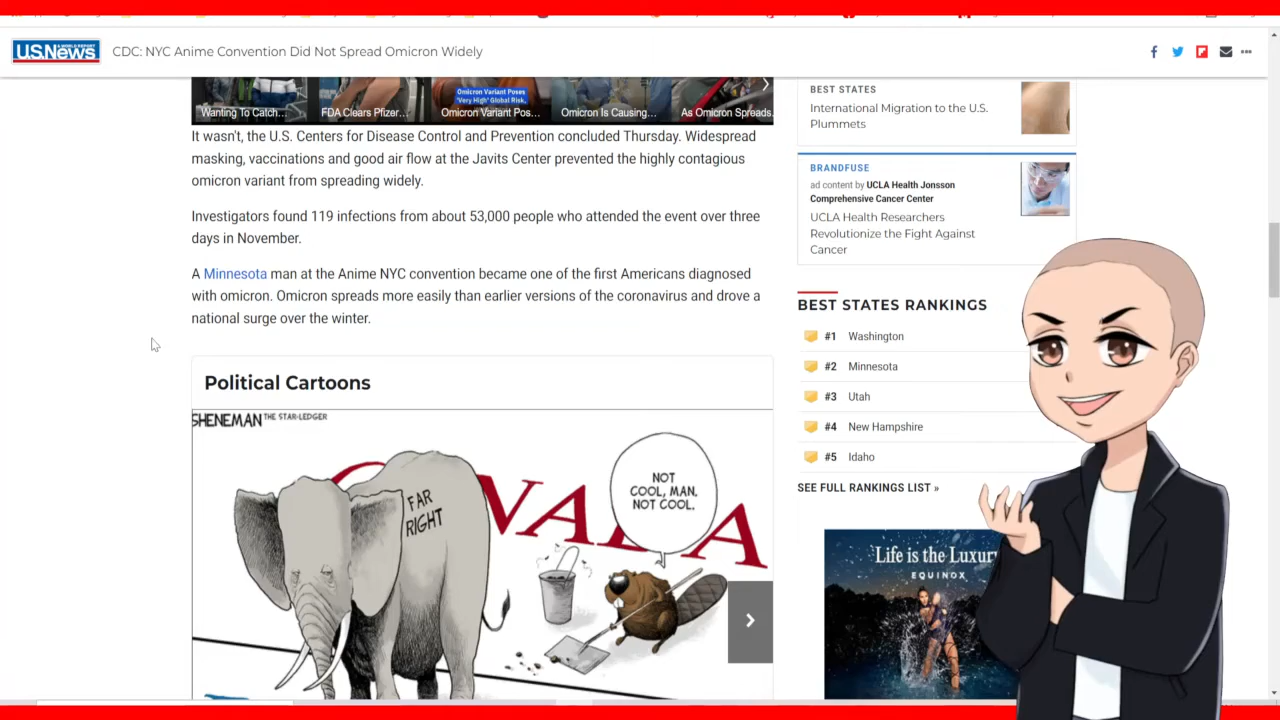 U.S.News
& WORLD REPORT
CDC: NYC Anime Convention Did Not Spread Omicron Widely
Wanting To Catch...
FDA Clears Pfizer...
Omicron Variant Poses
'Very High' Global Risk,
Omicron Variant Pos...
Omicron Is Causing...
As Omicron Spreads
It wasn't, the U.S. Centers for Disease Control and Prevention concluded Thursday. Widespread
masking, vaccinations and good air flow at the Javits Center prevented the highly contagious
omicron variant from spreading widely.
Investigators found 119 infections from about 53,000 people who attended the event over three
days in November.
A Minnesota man at the Anime NYC convention became one of the first Americans diagnosed
with omicron. Omicron spreads more easily than earlier versions of the coronavirus and drove a
national surge over the winter.
Political Cartoons
SHENEMAN THE STAR-LEDGER
FAR
RIGHT
NOT
COOL, MAN.
NOT COOL.
BEST STATES
International Migration to the U.S.
Plummets
BRANDFUSE
ad content by UCLA Health Jonsson
Comprehensive Cancer Center
UCLA Health Researchers
Revolutionize the Fight Against
Cancer
BEST STATES RANKINGS
#1 Washington
#2 Minnesota
#3 Utah
#4 New Hampshire
#5 Idaho
SEE FULL RANKINGS LIST »
Life is the Luxury
EQUINOX